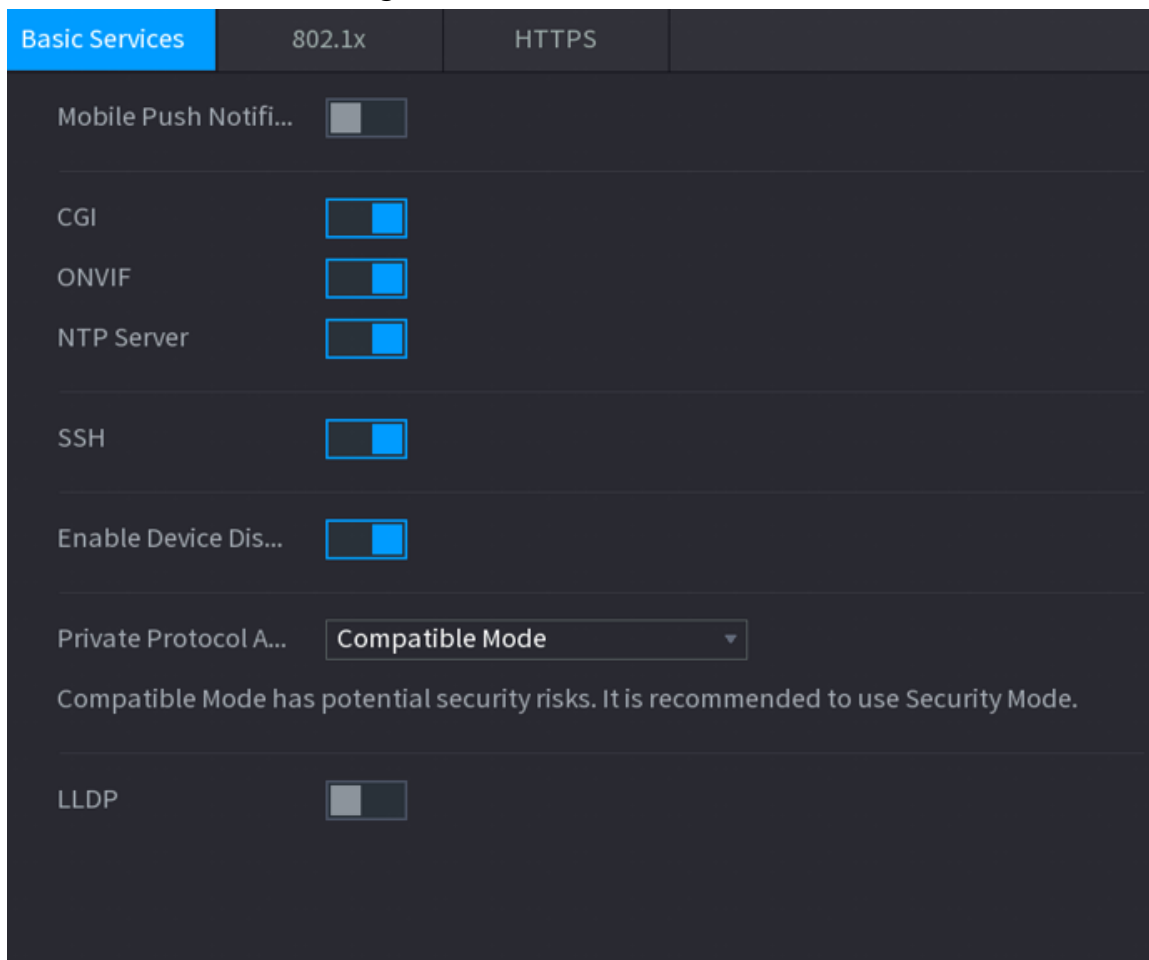 Basic Services 802.1x HTTPS
Mobile Push Notifi...
CGI
ONVIF
NTP Server
SSH
Enable Device Dis...
Private Protocol A... Compatible Mode
Compatible Mode has potential security risks. It is recommended to use Security Mode.
LLDP